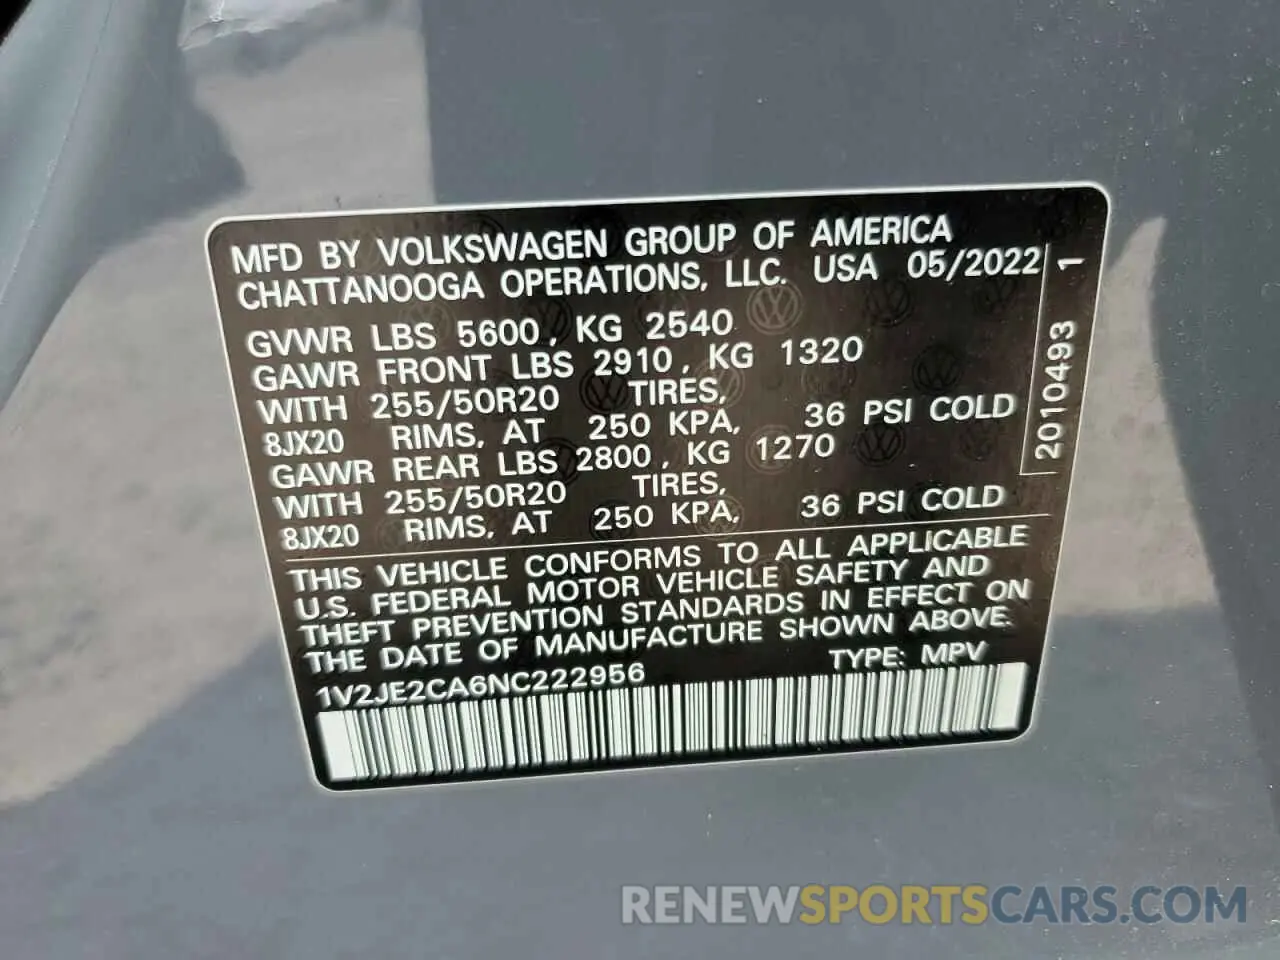 MFD BY VOLKSWAGEN GROUP OF AMERICA
CHATTANOOGA OPERATIONS, LLC. USA 05/2022
GVWR LBS 5600, KG 2540
GAWR FRONT LBS 2910, KG 1320
WITH 255/50R20 TIRES,
8JX20 RIMS, AT 250 KPA, 36 PSI COLD
GAWR REAR LBS 2800, KG 1270
WITH 255/50R20 TIRES,
8JX20 RIMS, AT 250 KPA, 36 PSI COLD
2010493 1
THIS VEHICLE CONFORMS TO ALL APPLICABLE
U.S. FEDERAL MOTOR VEHICLE SAFETY AND
THEFT PREVENTION STANDARDS IN EFFECT ON
THE DATE OF MANUFACTURE SHOWN ABOVE.
1V2JE2CA6NC222956 TYPE: MPV
RENEWSPORTSCARS.COM